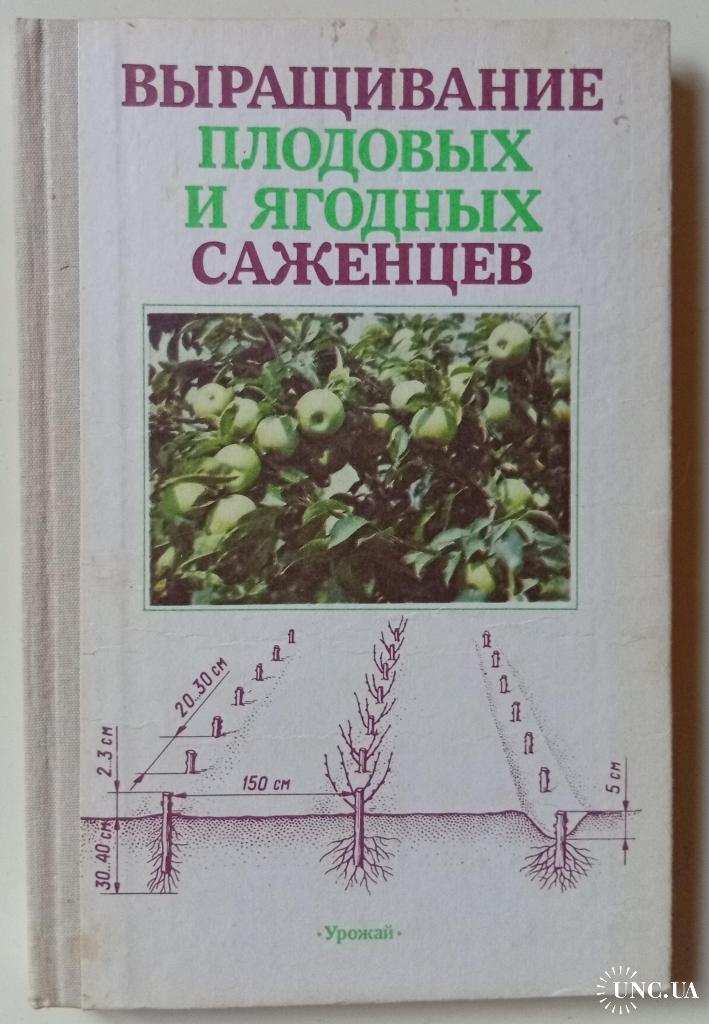 ВЫРАЩИВАНИЕ
ПЛОДОВЫХ
И ЯГОДНЫХ
САЖЕНЦЕВ
20...30 см
2..3 см
150 см
5 см
30...40 см
·Урожай·
UNC.UA